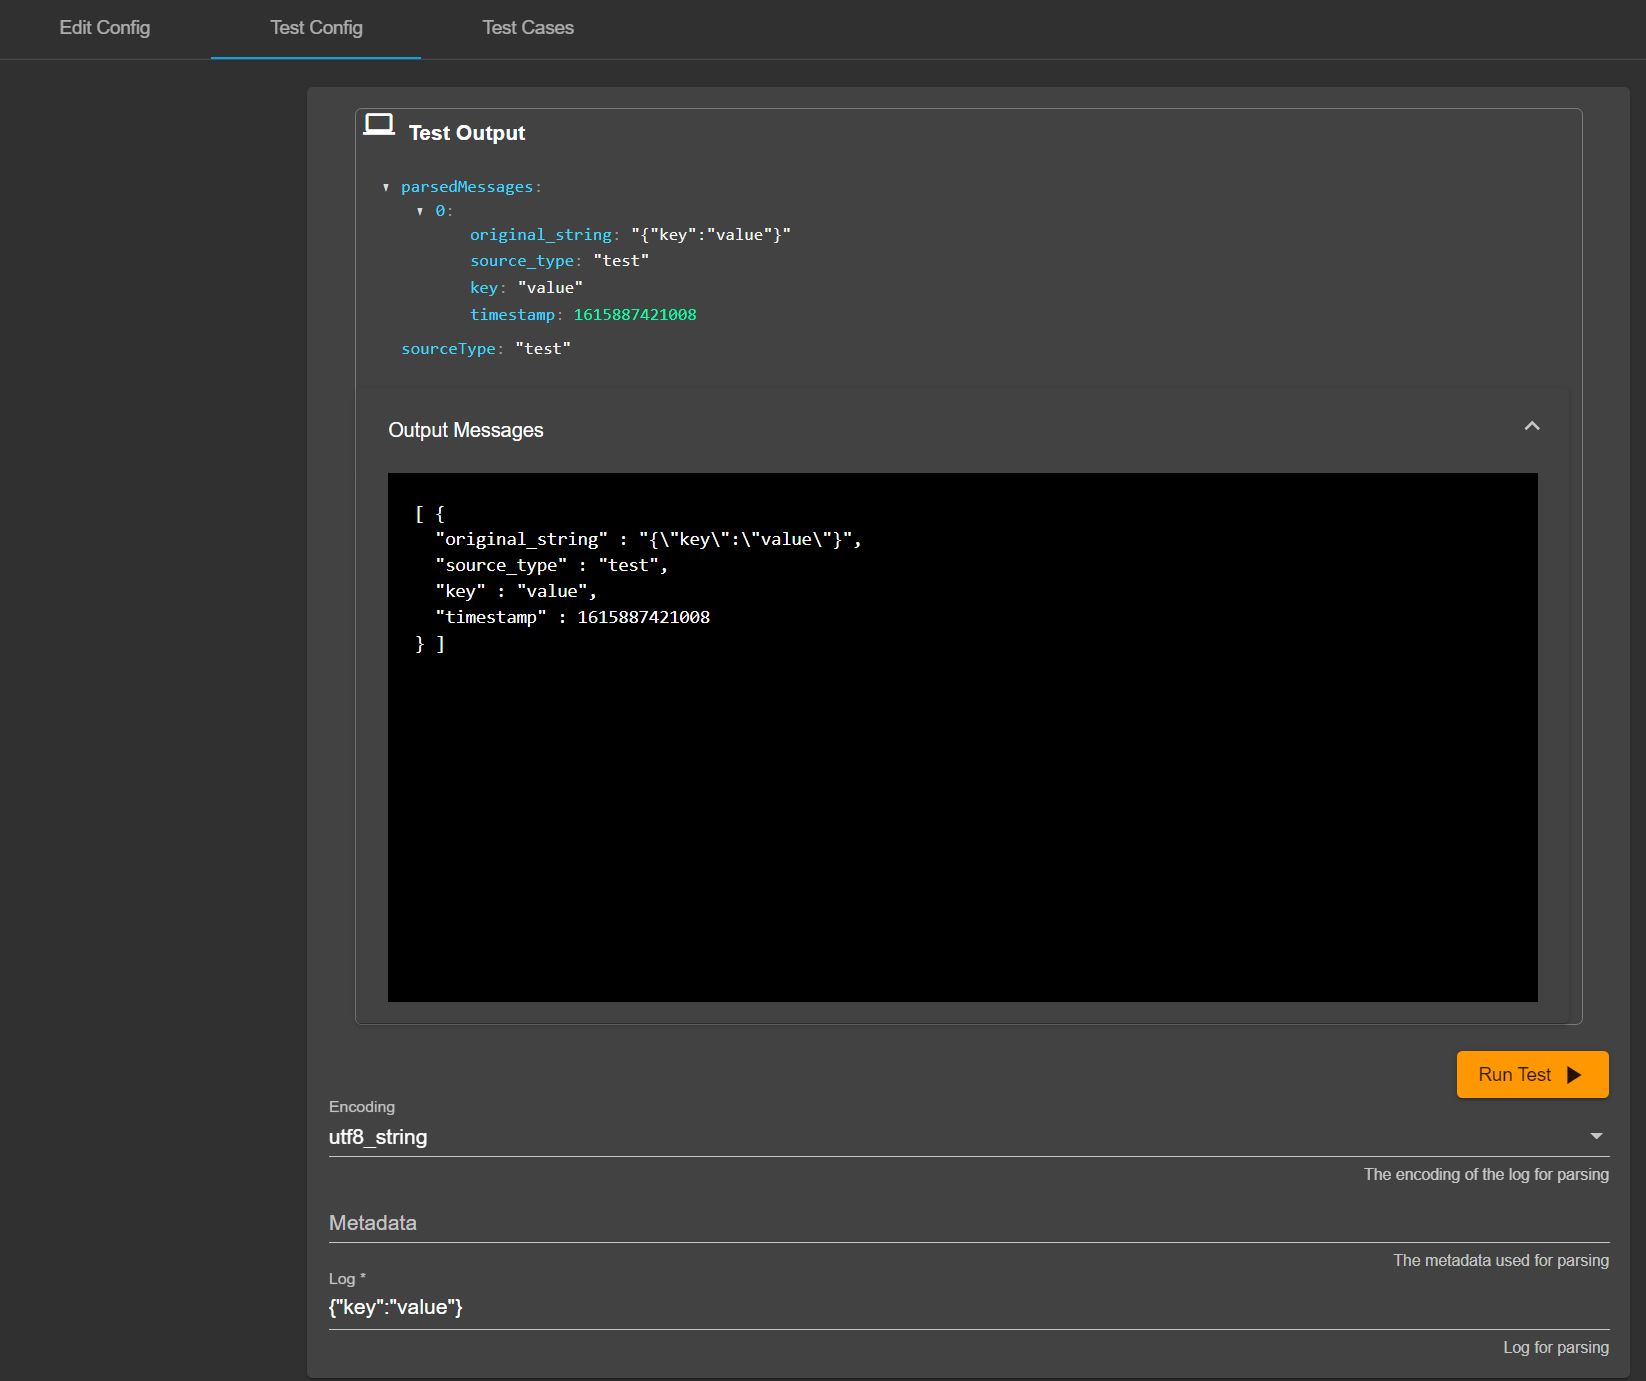 Edit Config Test Config Test Cases
Test Output
▾ parsedMessages:
▾ 0:
original_string: "{"key":"value"}"
source_type: "test"
key: "value"
timestamp: 1615887421008
sourceType: "test"
Output Messages
[ {
"original_string" : "{\"key\":\"value\"}",
"source_type" : "test",
"key" : "value",
"timestamp" : 1615887421008
} ]
Run Test
Encoding
utf8_string
The encoding of the log for parsing
Metadata
The metadata used for parsing
Log *
{"key":"value"}
Log for parsing